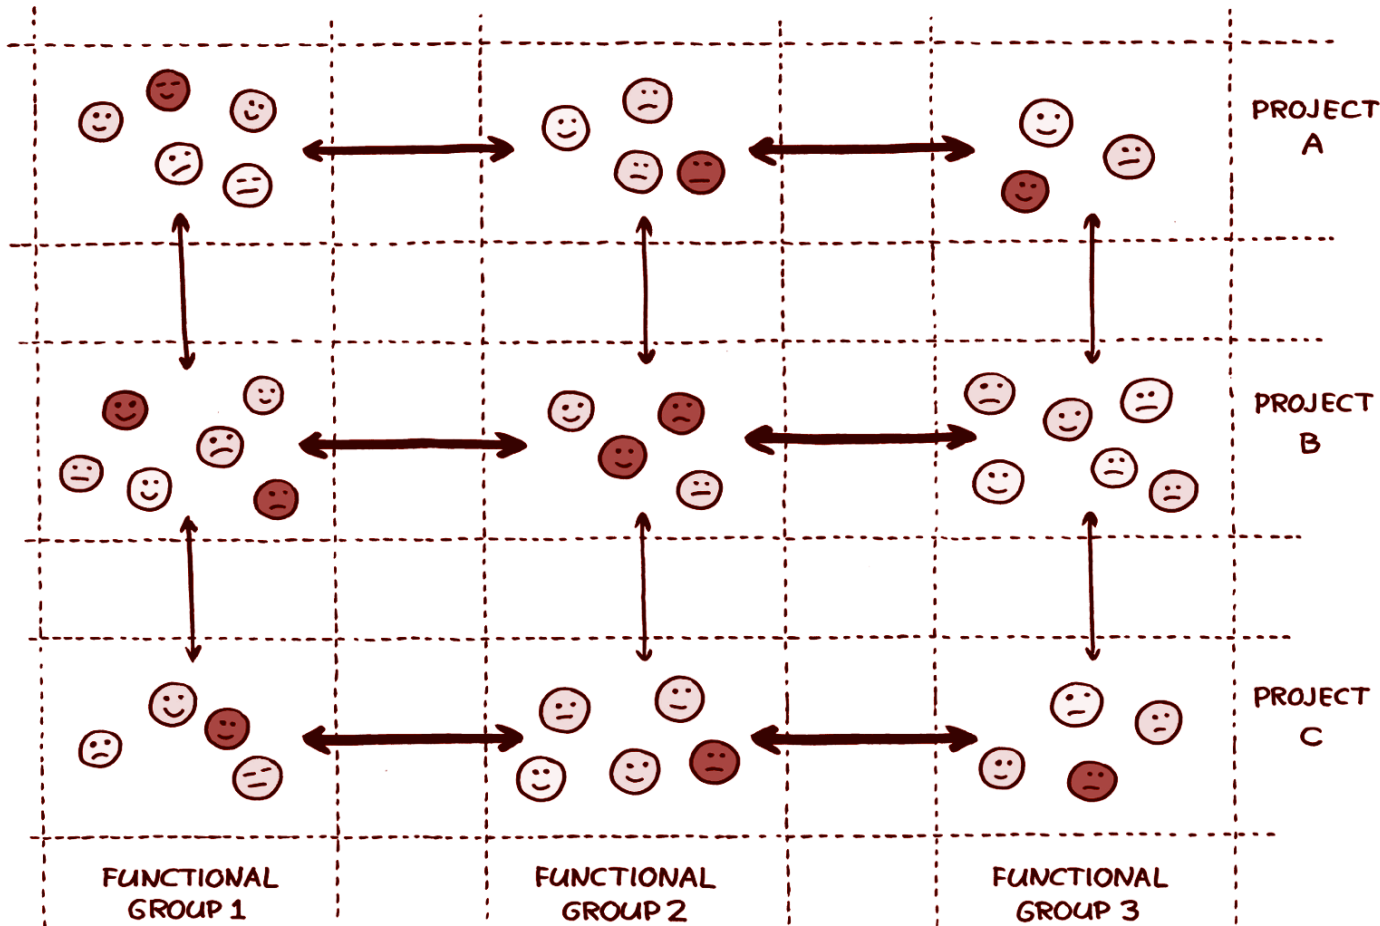 PROJECT
A
PROJECT
B
PROJECT
C
FUNCTIONAL
GROUP 1
FUNCTIONAL
GROUP 2
FUNCTIONAL
GROUP 3